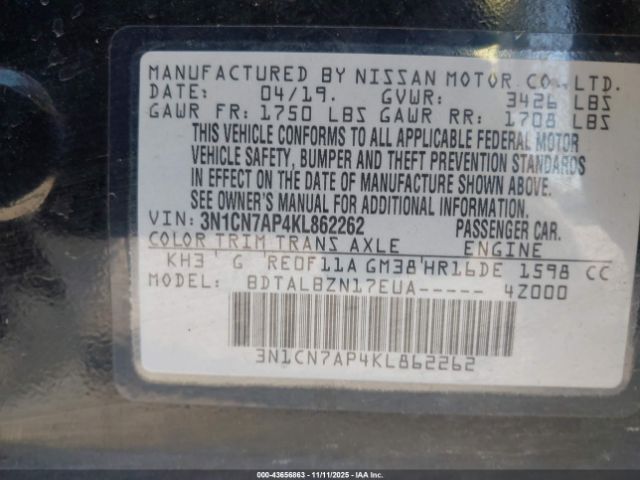 MANUFACTURED BY NISSAN MOTOR CO., LTD.
DATE: 04/19. GVWR: 3426 LBS
GAWR FR: 1750 LBS GAWR RR: 1708 LBS
THIS VEHICLE CONFORMS TO ALL APPLICABLE FEDERAL MOTOR
VEHICLE SAFETY, BUMPER AND THEFT PREVENTION STANDARDS
IN EFFECT ON THE DATE OF MANUFACTURE SHOWN ABOVE.
SEE OWNER'S MANUAL FOR ADDITIONAL INFORMATION.
VIN: 3N1CN7AP4KL862262 PASSENGER CAR.
COLOR TRIM TRANS AXLE ENGINE
KH3 ' G ' REOF11A GM38 'HR16DE 1598 CC
MODEL: BDTALBZN17EUA----- 4Z000
3N1CN7AP4KL862262
000-43656863 - 11/11/2025 - IAAI.COM